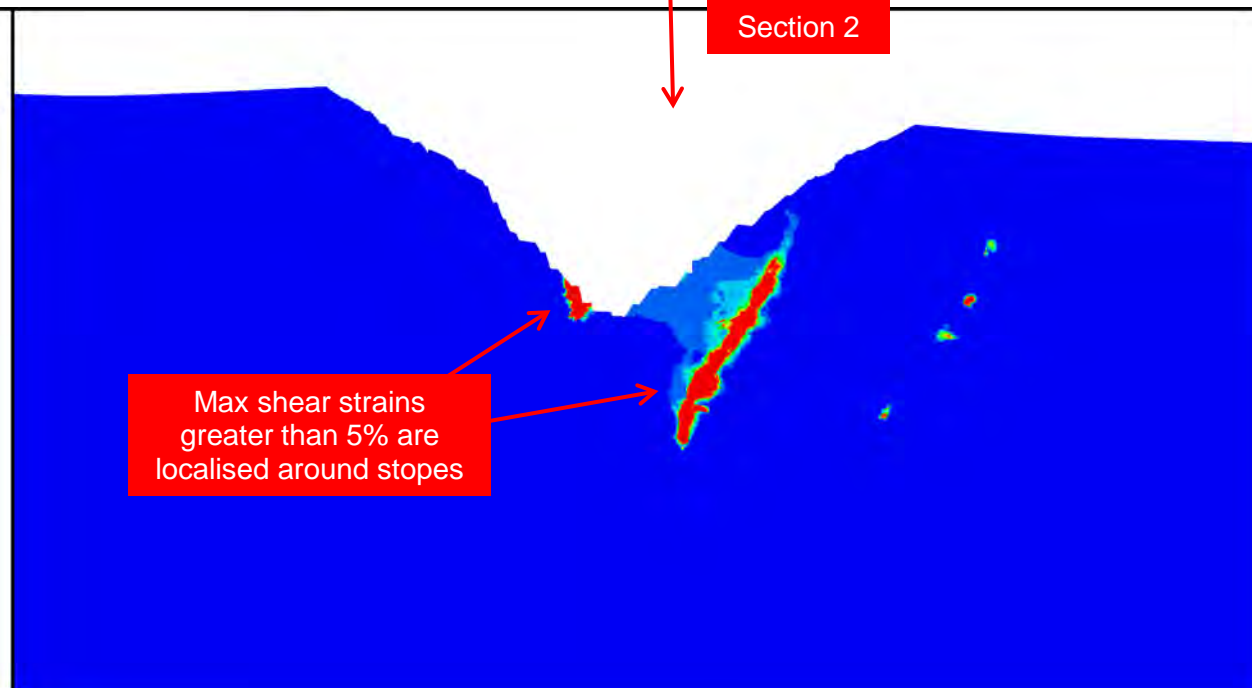 Section 2
Max shear strains
greater than 5% are
localised around stopes